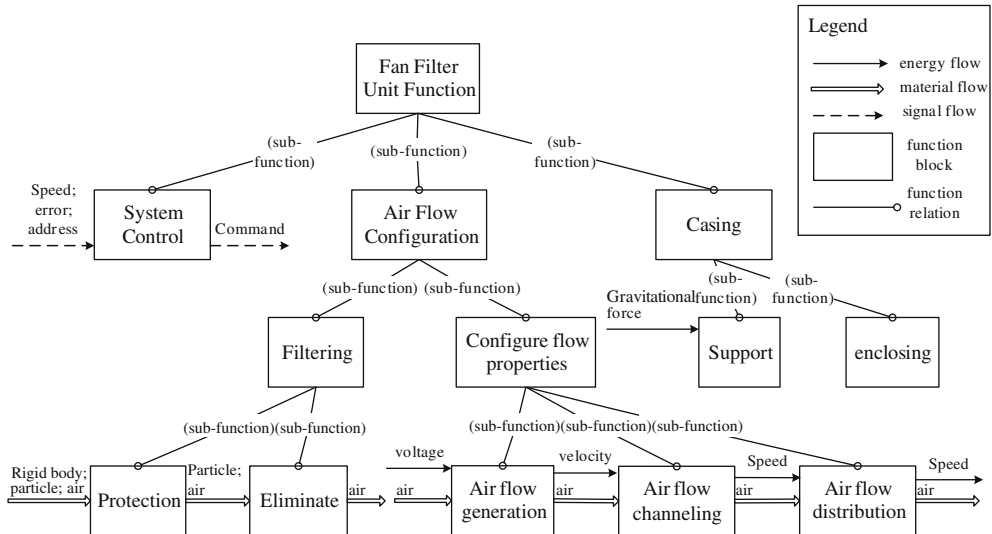 Legend
energy flow
material flow
signal flow
function
block
function
relation
Fan Filter
Unit Function
(sub-
function)
(sub-function)
(sub-
function)
Speed;
error;
address
System
Control
Command
Air Flow
Configuration
Casing
(sub-function)
(sub-function)
(sub-
function)
(sub-
function)
Gravitational
force
Filtering
Configure flow
properties
Support
enclosing
(sub-function)
(sub-function)
(sub-function)
(sub-function)
(sub-function)
Rigid body;
particle; air
Protection
Particle;
air
Eliminate
air
voltage
air
Air flow
generation
velocity
air
Air flow
channeling
Speed
air
Air flow
distribution
Speed
air